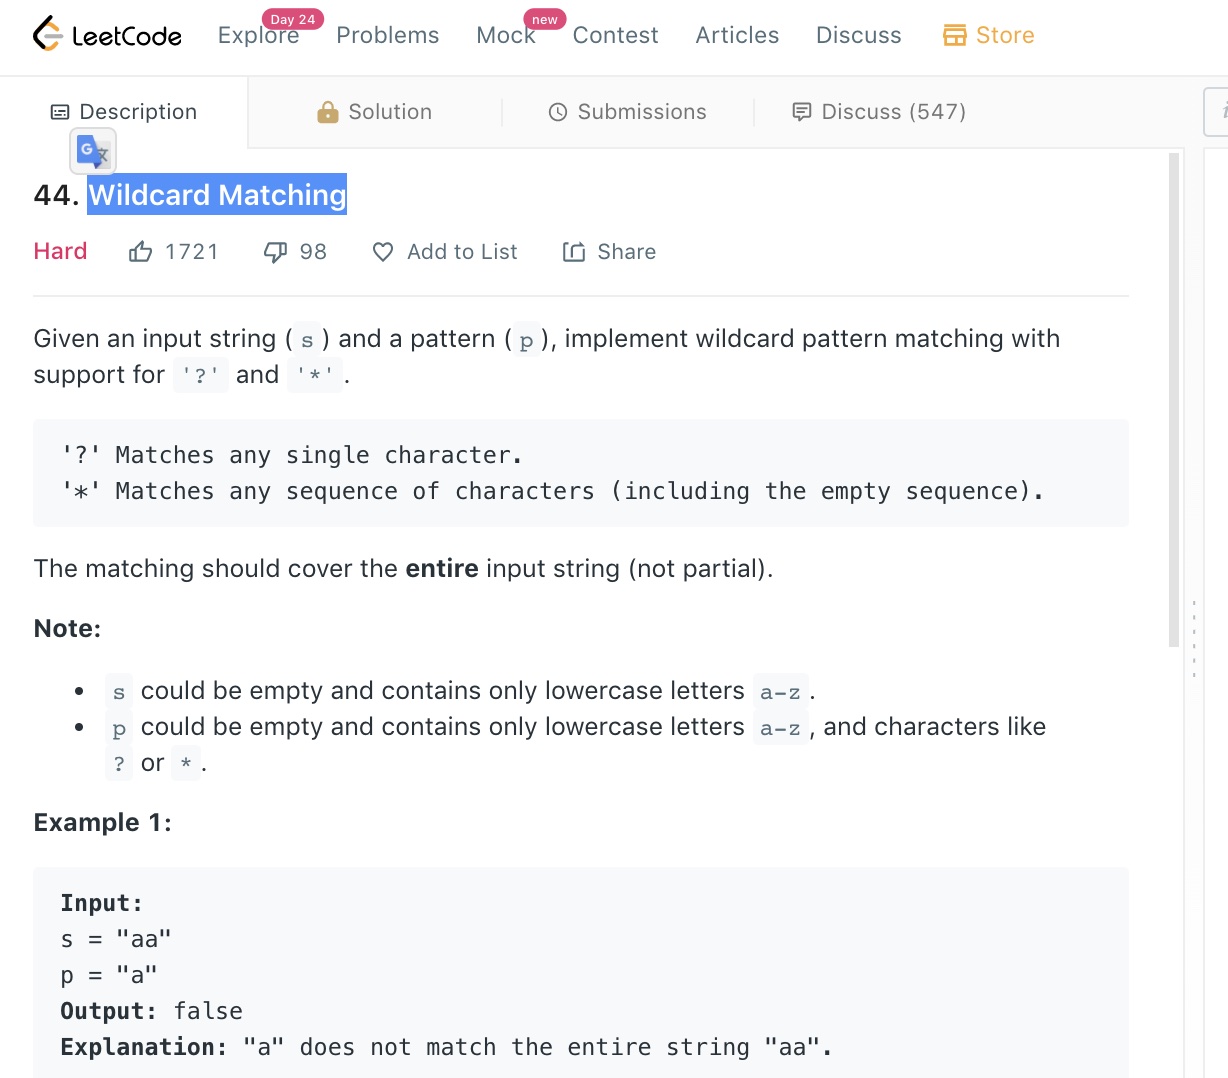 LeetCode Explore Day 24 Problems Mock new Contest Articles Discuss Store
Description Solution Submissions Discuss (547)
G 文
44. Wildcard Matching
Hard 1721 98 Add to List Share
Given an input string (s) and a pattern (p), implement wildcard pattern matching with
support for '?' and '*'.
'?' Matches any single character.
'*' Matches any sequence of characters (including the empty sequence).
The matching should cover the entire input string (not partial).
Note:
• s could be empty and contains only lowercase letters a-z.
• p could be empty and contains only lowercase letters a-z, and characters like
? or *.
Example 1:
Input:
s = "aa"
p = "a"
Output: false
Explanation: "a" does not match the entire string "aa".